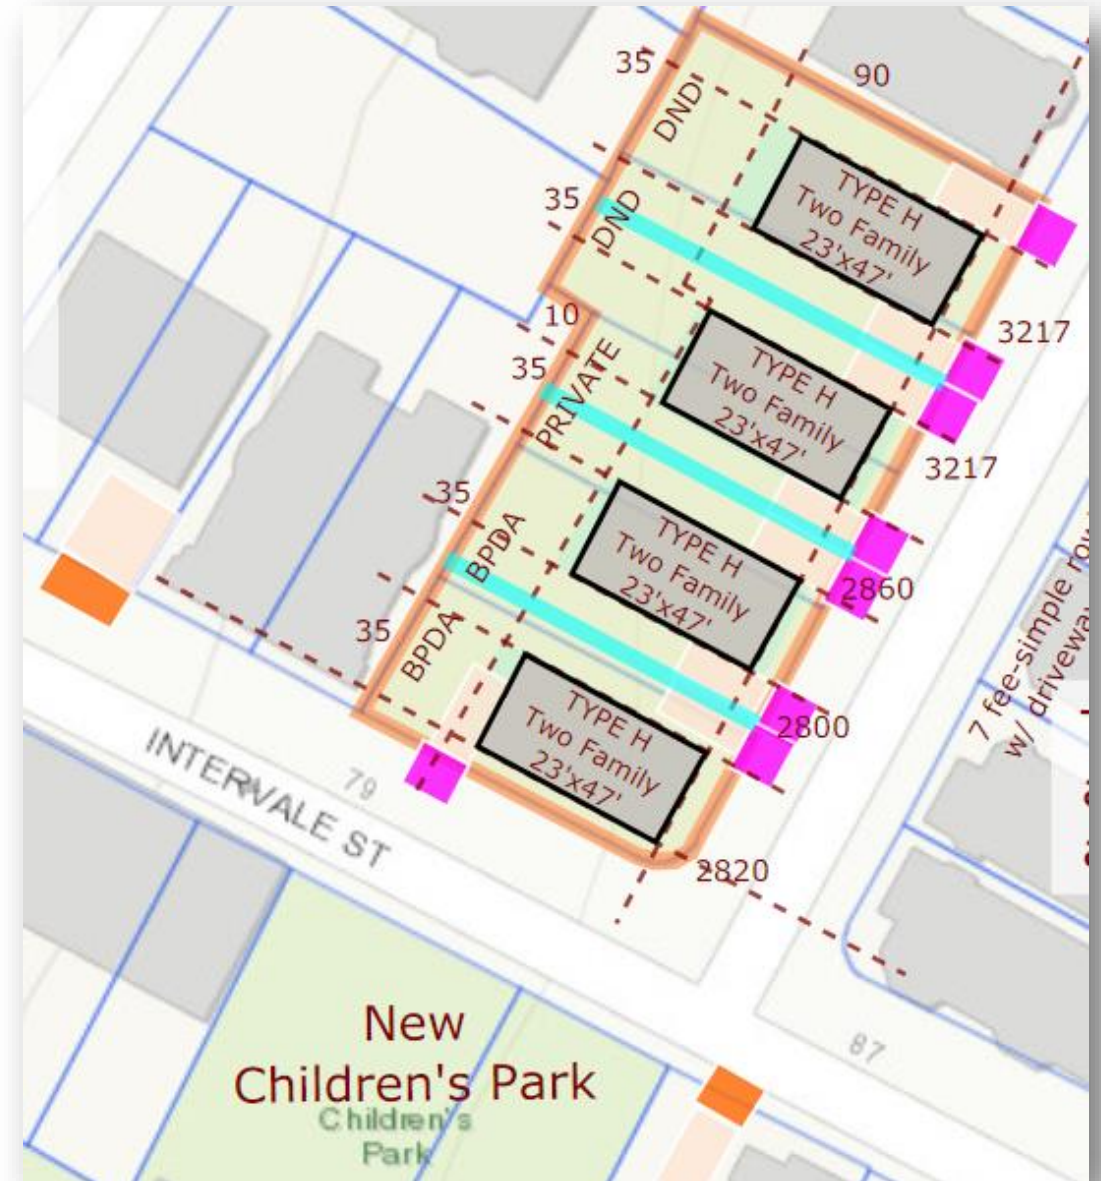 35
90
DND
TYPE H
Two Family
23'x47'
35
DND
3217
10
35
PRIVATE
TYPE H
Two Family
23'x47'
3217
35
BPDA
TYPE H
Two Family
23'x47'
2860
35
BPDA
TYPE H
Two Family
23'x47'
2800
2820
7 fee-simple
w/ driveway
INTERVALE ST
79
87
New
Children's Park
Children's
Park